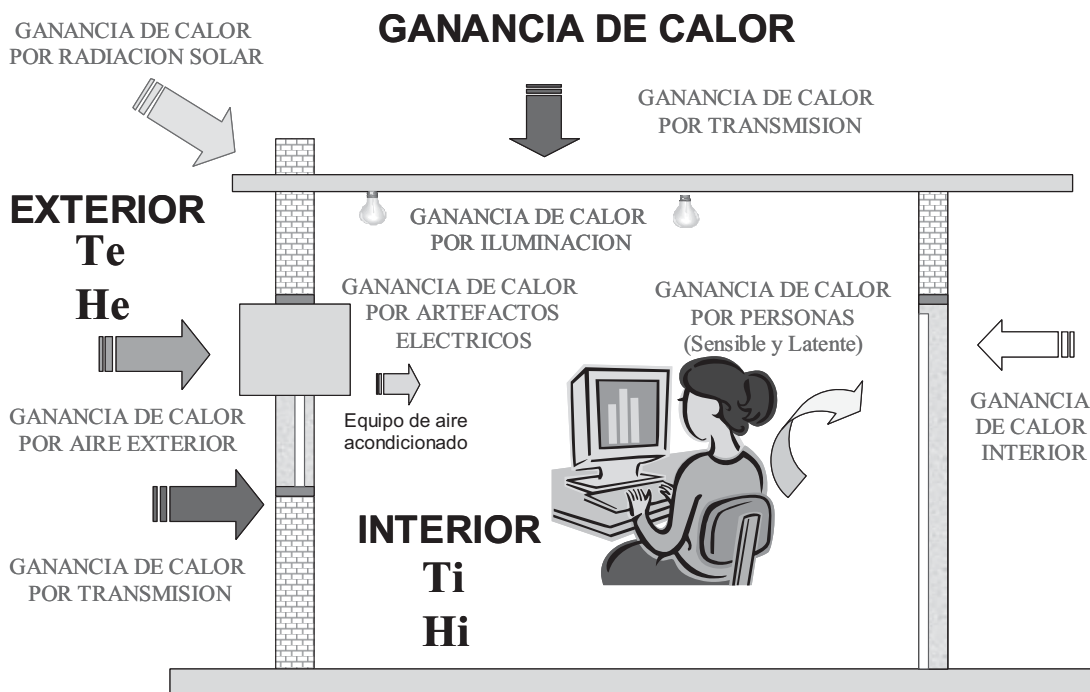 GANANCIA DE CALOR
GANANCIA DE CALOR
POR RADIACION SOLAR
GANANCIA DE CALOR
POR TRANSMISION
EXTERIOR
Te
He
GANANCIA DE CALOR
POR ILUMINACION
GANANCIA DE CALOR
POR ARTEFACTOS
ELECTRICOS
GANANCIA DE CALOR
POR PERSONAS
(Sensible y Latente)
GANANCIA DE CALOR
POR AIRE EXTERIOR
Equipo de aire
acondicionado
GANANCIA
DE CALOR
INTERIOR
GANANCIA DE CALOR
POR TRANSMISION
INTERIOR
Ti
Hi